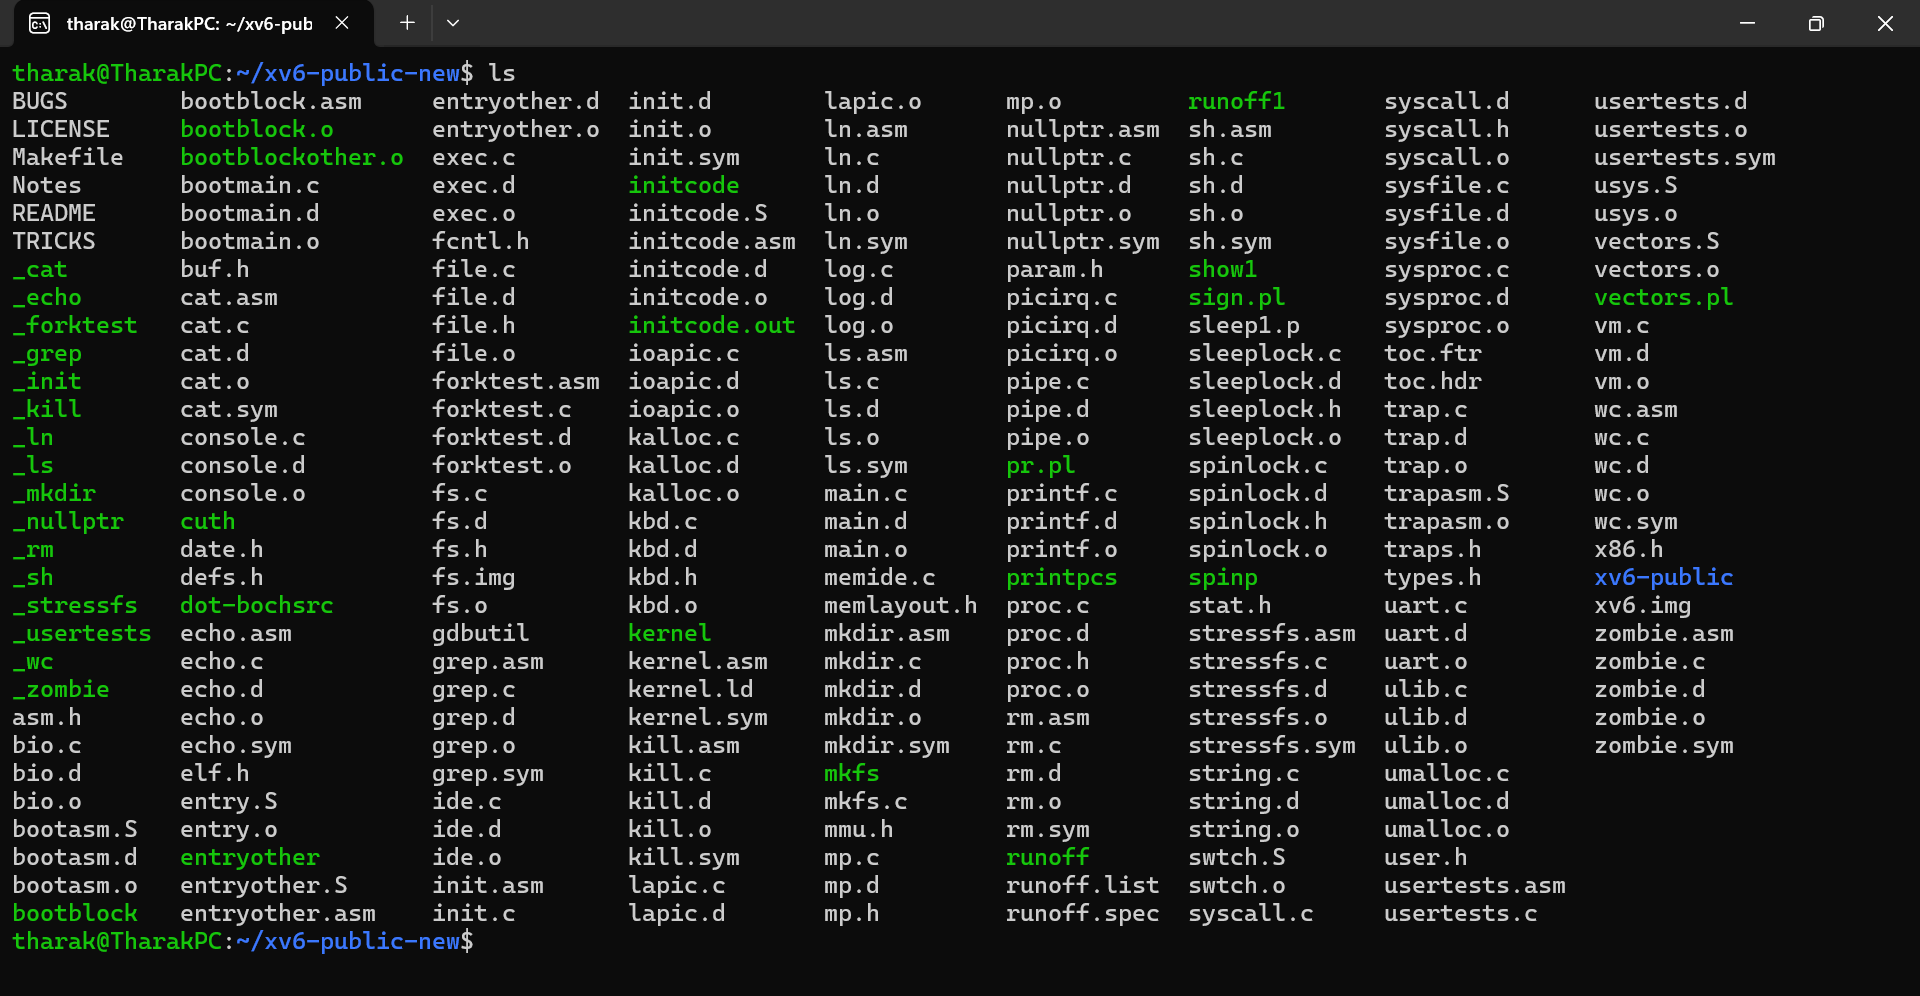 tharak@TharakPC: ~/xv6-pub
tharak@TharakPC:~/xv6-public-new$ ls
BUGS bootblock.asm entryother.d init.d lapic.o mp.o runoff1 syscall.d usertests.d
LICENSE bootblock.o entryother.o init.o ln.asm nullptr.asm sh.asm syscall.h usertests.o
Makefile bootblockother.o exec.c init.sym ln.c nullptr.c sh.c syscall.o usertests.sym
Notes bootmain.c exec.d initcode ln.d nullptr.d sh.d sysfile.c usys.S
README bootmain.d exec.o initcode.S ln.o nullptr.o sh.o sysfile.d usys.o
TRICKS bootmain.o fcntl.h initcode.asm ln.sym nullptr.sym sh.sym sysfile.o vectors.S
_cat buf.h file.c initcode.d log.c param.h show1 sysproc.c vectors.o
_echo cat.asm file.d initcode.o log.d picirq.c sign.pl sysproc.d vectors.pl
_forktest cat.c file.h initcode.out log.o picirq.d sleep1.p sysproc.o vm.c
_grep cat.d file.o ioapic.c ls.asm picirq.o sleeplock.c toc.ftr vm.d
_init cat.o forktest.asm ioapic.d ls.c pipe.c sleeplock.d toc.hdr vm.o
_kill cat.sym forktest.c ioapic.o ls.d pipe.d sleeplock.h trap.c wc.asm
_ln console.c forktest.d kalloc.c ls.o pipe.o sleeplock.o trap.d wc.c
_ls console.d forktest.o kalloc.d ls.sym pr.pl spinlock.c trap.o wc.d
_mkdir console.o fs.c kalloc.o main.c printf.c spinlock.d trapasm.S wc.o
_nullptr cuth fs.d kbd.c main.d printf.d spinlock.h trapasm.o wc.sym
_rm date.h fs.h kbd.d main.o printf.o spinlock.o traps.h x86.h
_sh defs.h fs.img kbd.h memide.c printpcs spinp types.h xv6-public
_stressfs dot-bochsrc fs.o kbd.o memlayout.h proc.c stat.h uart.c xv6.img
_usertests echo.asm gdbutil kernel mkdir.asm proc.d stressfs.asm uart.d zombie.asm
_wc echo.c grep.asm kernel.asm mkdir.c proc.h stressfs.c uart.o zombie.c
_zombie echo.d grep.c kernel.ld mkdir.d proc.o stressfs.d ulib.c zombie.d
asm.h echo.o grep.d kernel.sym mkdir.o rm.asm stressfs.o ulib.d zombie.o
bio.c echo.sym grep.o kill.asm mkdir.sym rm.c stressfs.sym ulib.o zombie.sym
bio.d elf.h grep.sym kill.c mkfs rm.d string.c umalloc.c
bio.o entry.S ide.c kill.d mkfs.c rm.o string.d umalloc.d
bootasm.S entry.o ide.d kill.o mmu.h rm.sym string.o umalloc.o
bootasm.d entryother ide.o kill.sym mp.c runoff swtch.S user.h
bootasm.o entryother.S init.asm lapic.c mp.d runoff.list swtch.o usertests.asm
bootblock entryother.asm init.c lapic.d mp.h runoff.spec syscall.c usertests.c
tharak@TharakPC:~/xv6-public-new$